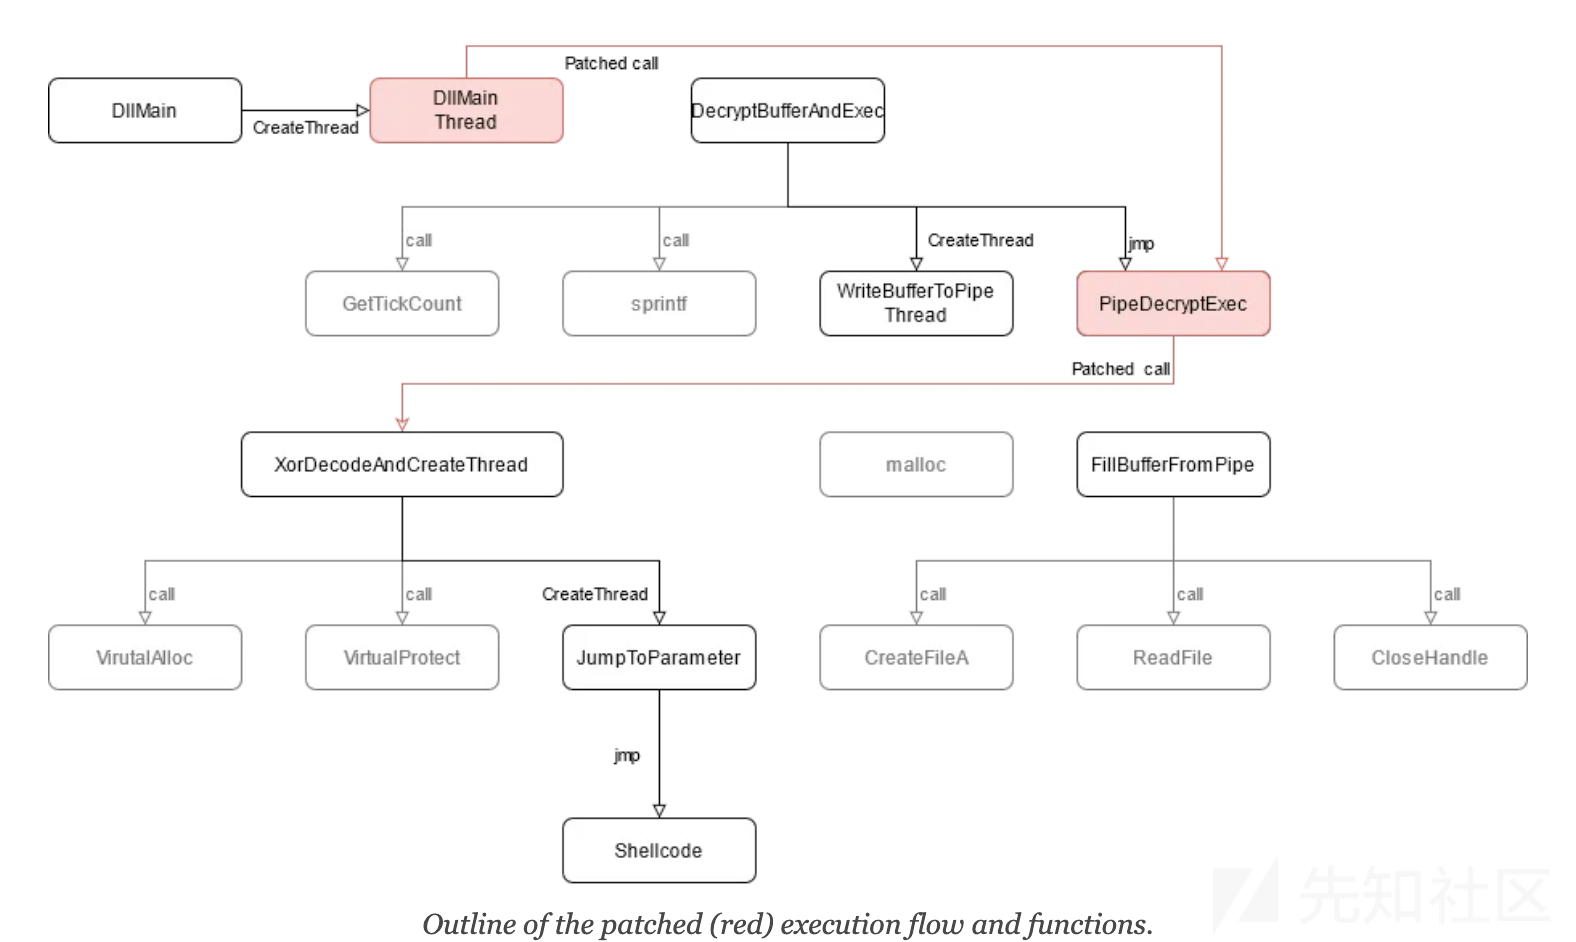 Patched call
DllMain
DllMain
Thread
DecryptBufferAndExec
CreateThread
call
call
CreateThread
jmp
GetTickCount
sprintf
WriteBufferToPipe
Thread
PipeDecryptExec
Patched call
XorDecodeAndCreateThread
malloc
FillBufferFromPipe
call
call
CreateThread
call
call
call
VirutalAlloc
VirtualProtect
JumpToParameter
CreateFileA
ReadFile
CloseHandle
jmp
Shellcode
先知社区
Outline of the patched (red) execution flow and functions.